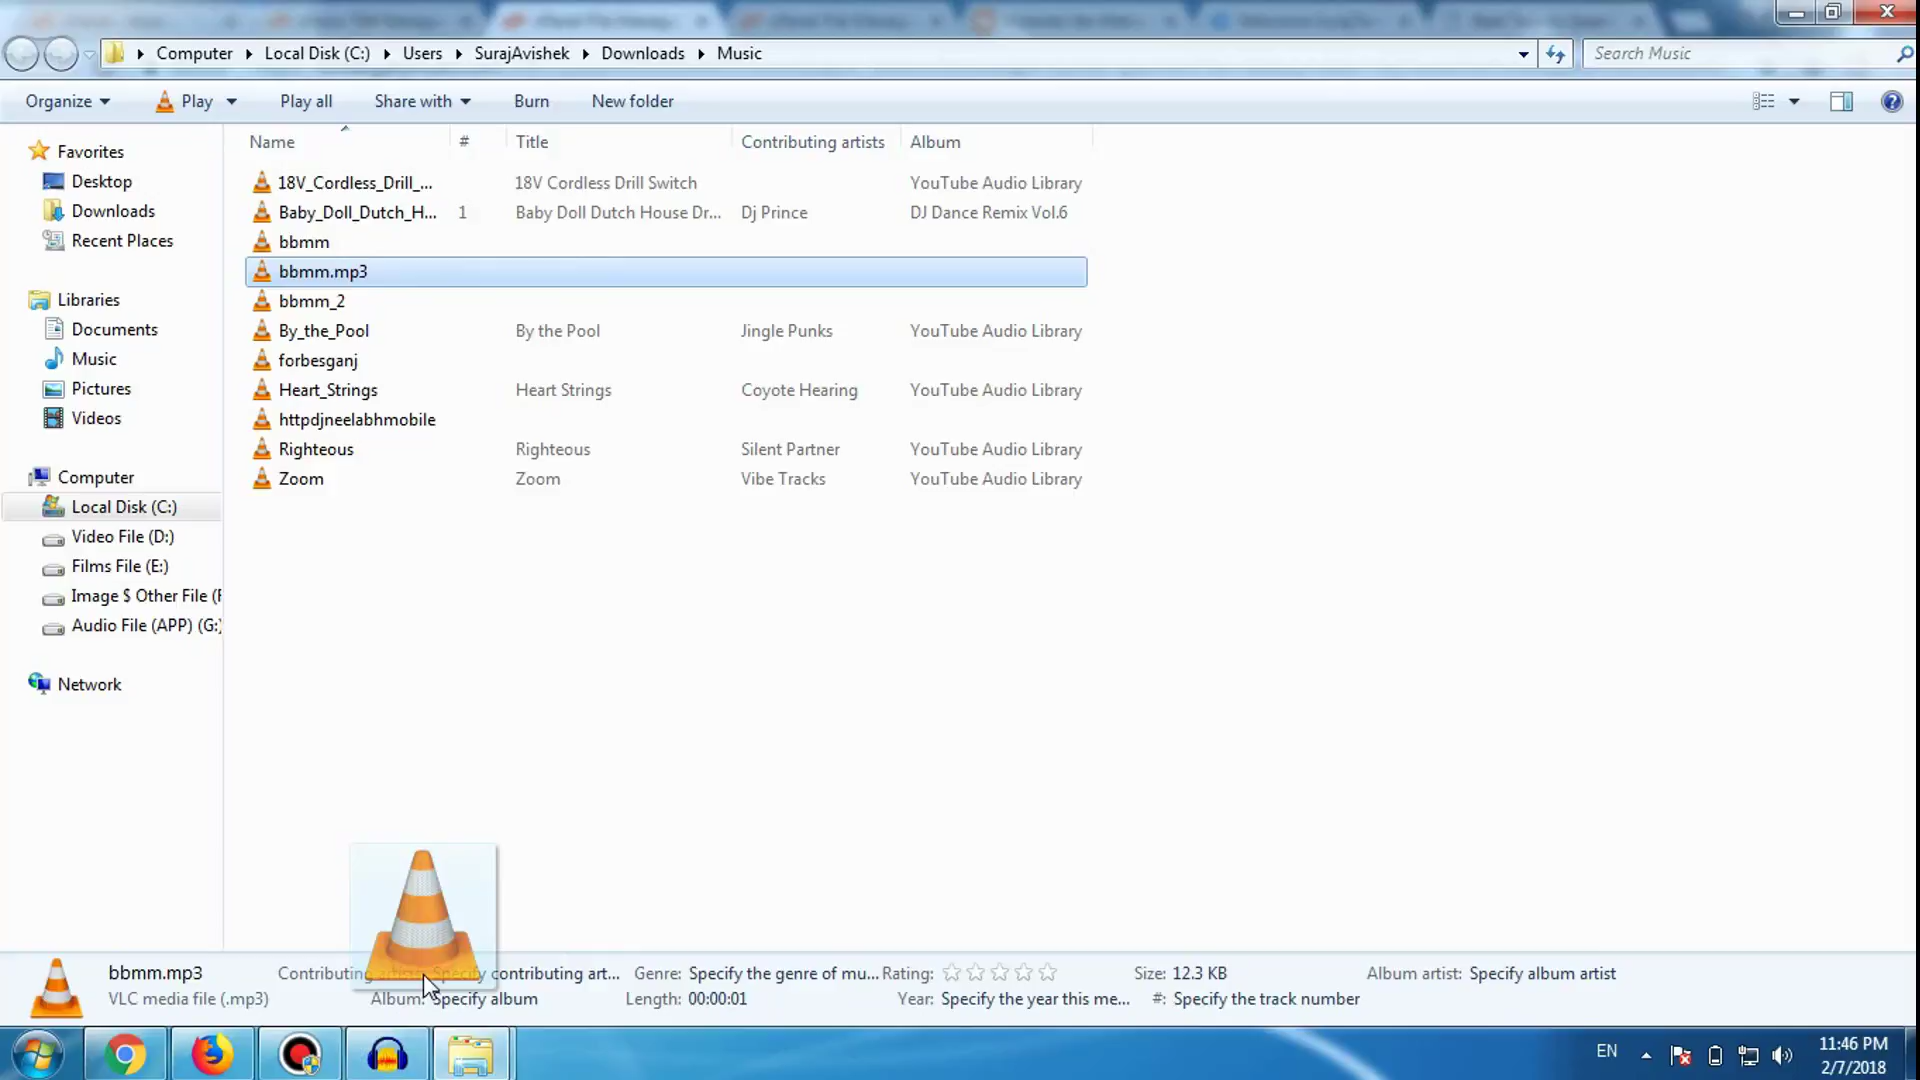 Computer Local Disk (C:) Users SurajAvishek Downloads Music
Search Music
Organize Play Play all Share with Burn New folder
Name # Title Contributing artists Album
Favorites
Desktop
Downloads
Recent Places
Libraries
Documents
Music
Pictures
Videos
Computer
Local Disk (C:)
Video File (D:)
Films File (E:)
Image $ Other File (F
Audio File (APP) (G:)
Network
18V_Cordless_Drill_... 18V Cordless Drill Switch YouTube Audio Library
Baby_Doll_Dutch_H... 1 Baby Doll Dutch House Dr... Dj Prince DJ Dance Remix Vol.6
bbmm
bbmm.mp3
bbmm_2
By_the_Pool By the Pool Jingle Punks YouTube Audio Library
forbesganj
Heart_Strings Heart Strings Coyote Hearing YouTube Audio Library
httpdjneelabhmobile
Righteous Righteous Silent Partner YouTube Audio Library
Zoom Zoom Vibe Tracks YouTube Audio Library
bbmm.mp3 Contributing artists: Specify contributing art... Genre: Specify the genre of mu... Rating: Size: 12.3 KB Album artist: Specify album artist
VLC media file (.mp3) Album: Specify album Length: 00:00:01 Year: Specify the year this me... #: Specify the track number
EN
11:46 PM
2/7/2018